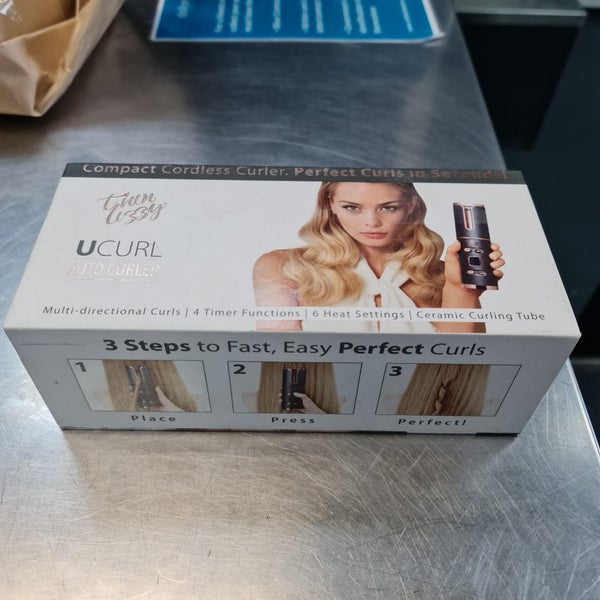 Compact Cordless Curler. Perfect Curls in Seconds!
thin
lizzy
UCURL
AUTO CURLER
Multi-directional Curls | 4 Timer Functions | 6 Heat Settings | Ceramic Curling Tube
3 Steps to Fast, Easy Perfect Curls
1 2 3
Place Press Perfect!